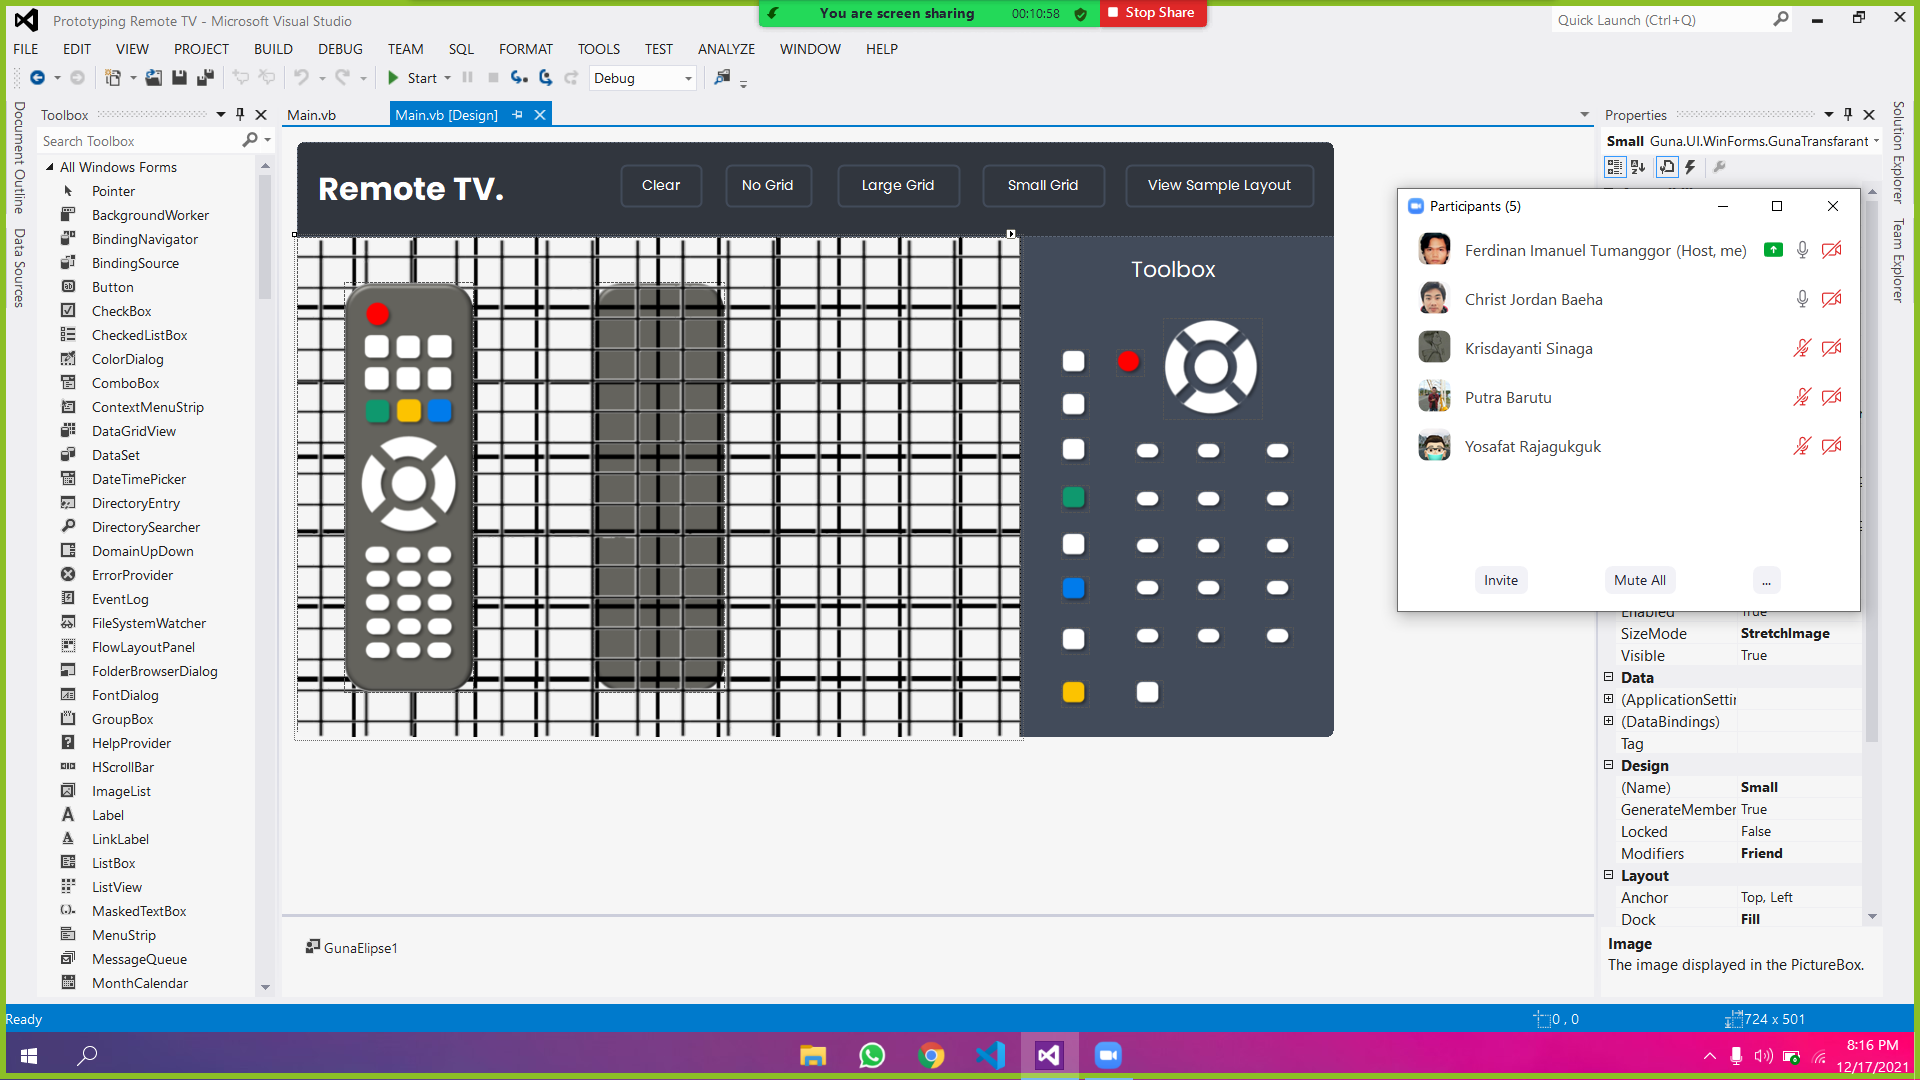 Prototyping Remote TV - Microsoft Visual Studio
You are screen sharing
00:10:58
Stop Share
Quick Launch (Ctrl+Q)
FILE EDIT VIEW PROJECT BUILD DEBUG TEAM SQL FORMAT TOOLS TEST ANALYZE WINDOW HELP
Start
Debug
Document Outline
Data Sources
Toolbox
Search Toolbox
All Windows Forms
Pointer
BackgroundWorker
BindingNavigator
BindingSource
Button
CheckBox
CheckedListBox
ColorDialog
ComboBox
ContextMenuStrip
DataGridView
DataSet
DateTimePicker
DirectoryEntry
DirectorySearcher
DomainUpDown
ErrorProvider
EventLog
FileSystemWatcher
FlowLayoutPanel
FolderBrowserDialog
FontDialog
GroupBox
HelpProvider
HScrollBar
ImageList
Label
LinkLabel
ListBox
ListView
MaskedTextBox
MenuStrip
MessageQueue
MonthCalendar
Main.vb
Main.vb [Design]
Remote TV.
Clear
No Grid
Large Grid
Small Grid
View Sample Layout
Toolbox
GunaElipse1
Properties
Small Guna.UI.WinForms.GunaTransfarant
Participants (5)
Ferdinan Imanuel Tumanggor (Host, me)
Christ Jordan Baeha
Krisdayanti Sinaga
Putra Barutu
Yosafat Rajagukguk
Invite
Mute All
...
Enabled True
SizeMode StretchImage
Visible True
Data
(ApplicationSettin
(DataBindings)
Tag
Design
(Name) Small
GenerateMember True
Locked False
Modifiers Friend
Layout
Anchor Top, Left
Dock Fill
Image
The image displayed in the PictureBox.
Solution Explorer
Team Explorer
Ready
0 , 0
724 x 501
8:16 PM
12/17/2021